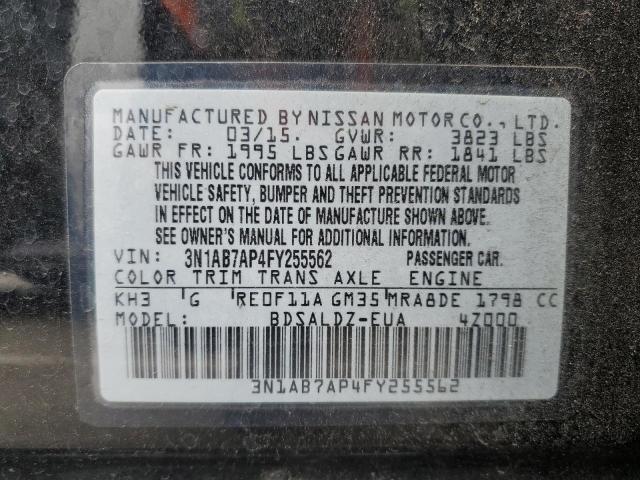 MANUFACTURED BY NISSAN MOTOR CO., LTD.
DATE: 03/15. GVWR: 3823 LBS
GAWR FR: 1995 LBS GAWR RR: 1841 LBS
THIS VEHICLE CONFORMS TO ALL APPLICABLE FEDERAL MOTOR
VEHICLE SAFETY, BUMPER AND THEFT PREVENTION STANDARDS
IN EFFECT ON THE DATE OF MANUFACTURE SHOWN ABOVE.
SEE OWNER'S MANUAL FOR ADDITIONAL INFORMATION.
VIN: 3N1AB7AP4FY255562 PASSENGER CAR.
COLOR TRIM TRANS AXLE ENGINE
KH3 G RE0F11A GM35 MRA8DE 1798 CC
MODEL: BDSALDZ-EUA 4Z000
3N1AB7AP4FY255562